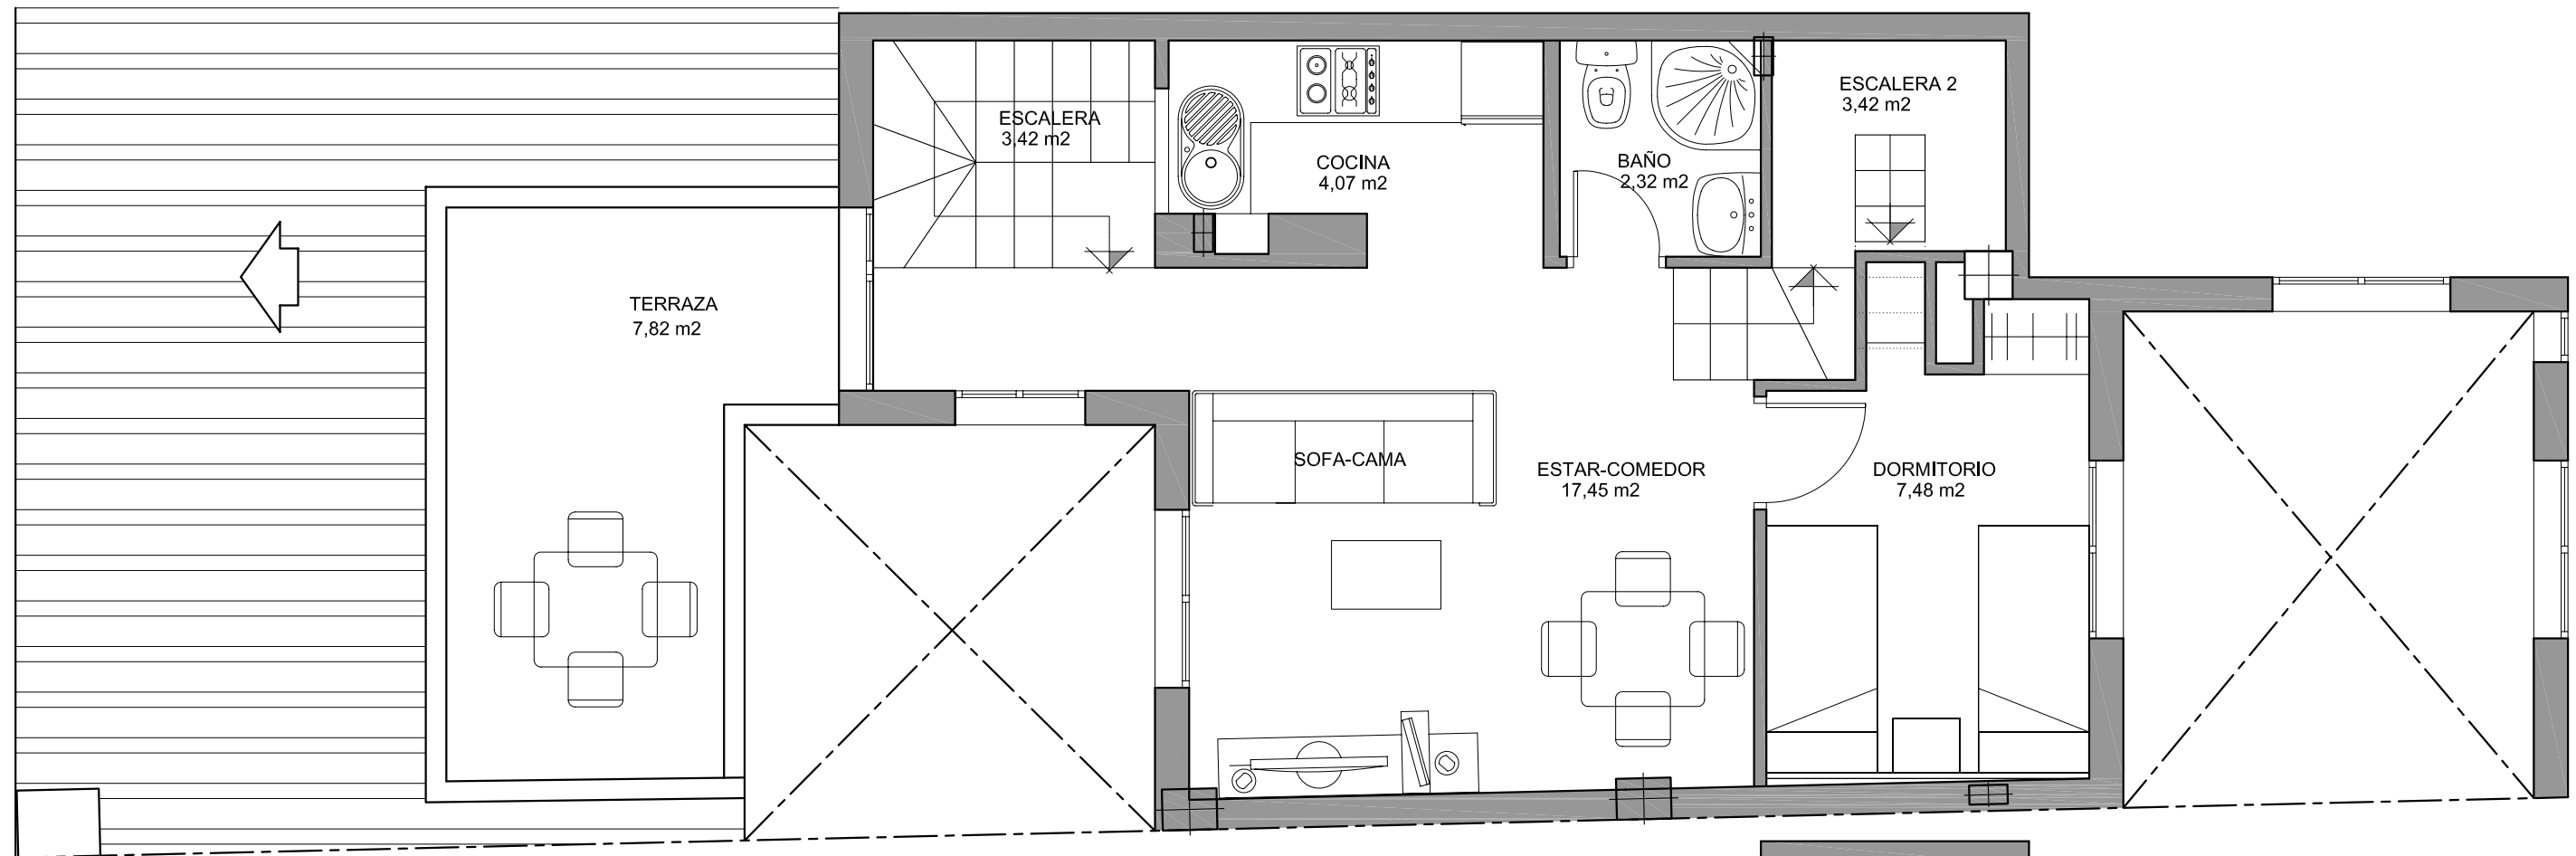 ESCALERA
3,42 m2
COCINA
4,07 m2
BAÑO
2,32 m2
ESCALERA 2
3,42 m2
TERRAZA
7,82 m2
SOFA-CAMA
ESTAR-COMEDOR
17,45 m2
DORMITORIO
7,48 m2